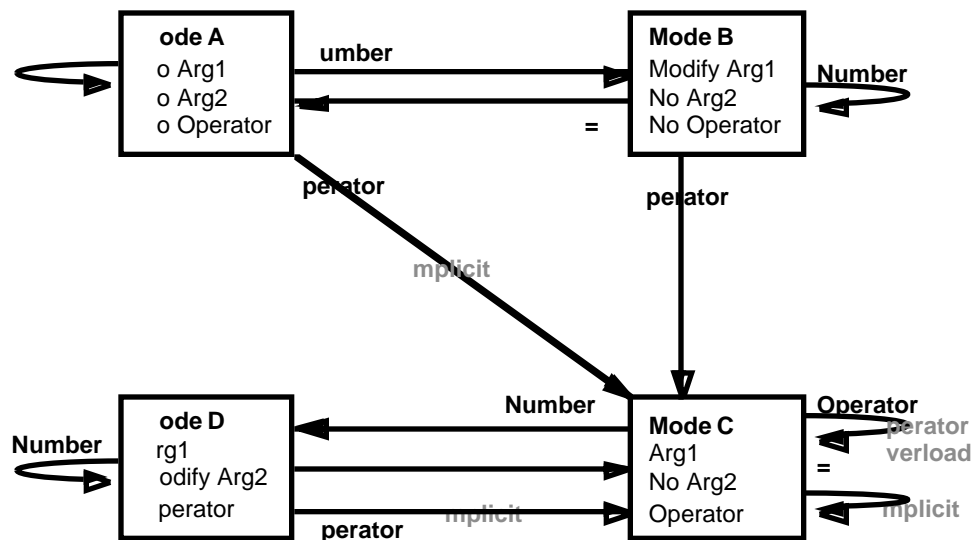 ode A
o Arg1
o Arg2
o Operator
umber
=
Mode B
Modify Arg1
No Arg2
No Operator
Number
perator
perator
mplicit
Number
ode D
rg1
odify Arg2
perator
Number
perator
mplicit
Mode C
Arg1
No Arg2
Operator
Operator
perator
verload
=
mplicit